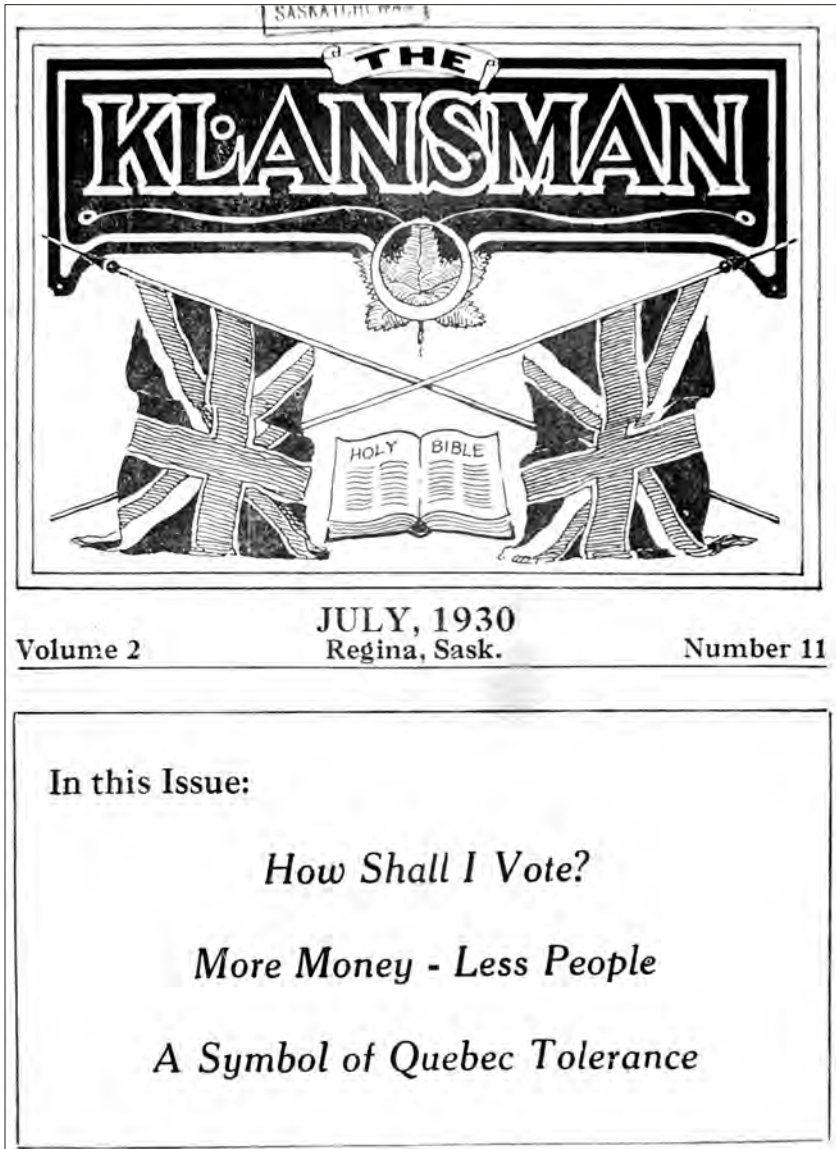 SASKATCHEWAN
THE
KLANSMAN
HOLY BIBLE
JULY, 1930
Volume 2 Regina, Sask. Number 11
In this Issue:
How Shall I Vote?
More Money - Less People
A Symbol of Quebec Tolerance